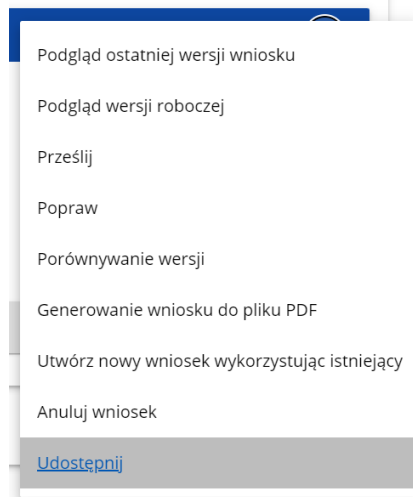 Podgląd ostatniej wersji wniosku
Podgląd wersji roboczej
Prześlij
Popraw
Porównywanie wersji
Generowanie wniosku do pliku PDF
Utwórz nowy wniosek wykorzystując istniejący
Anuluj wniosek
Udostępnij